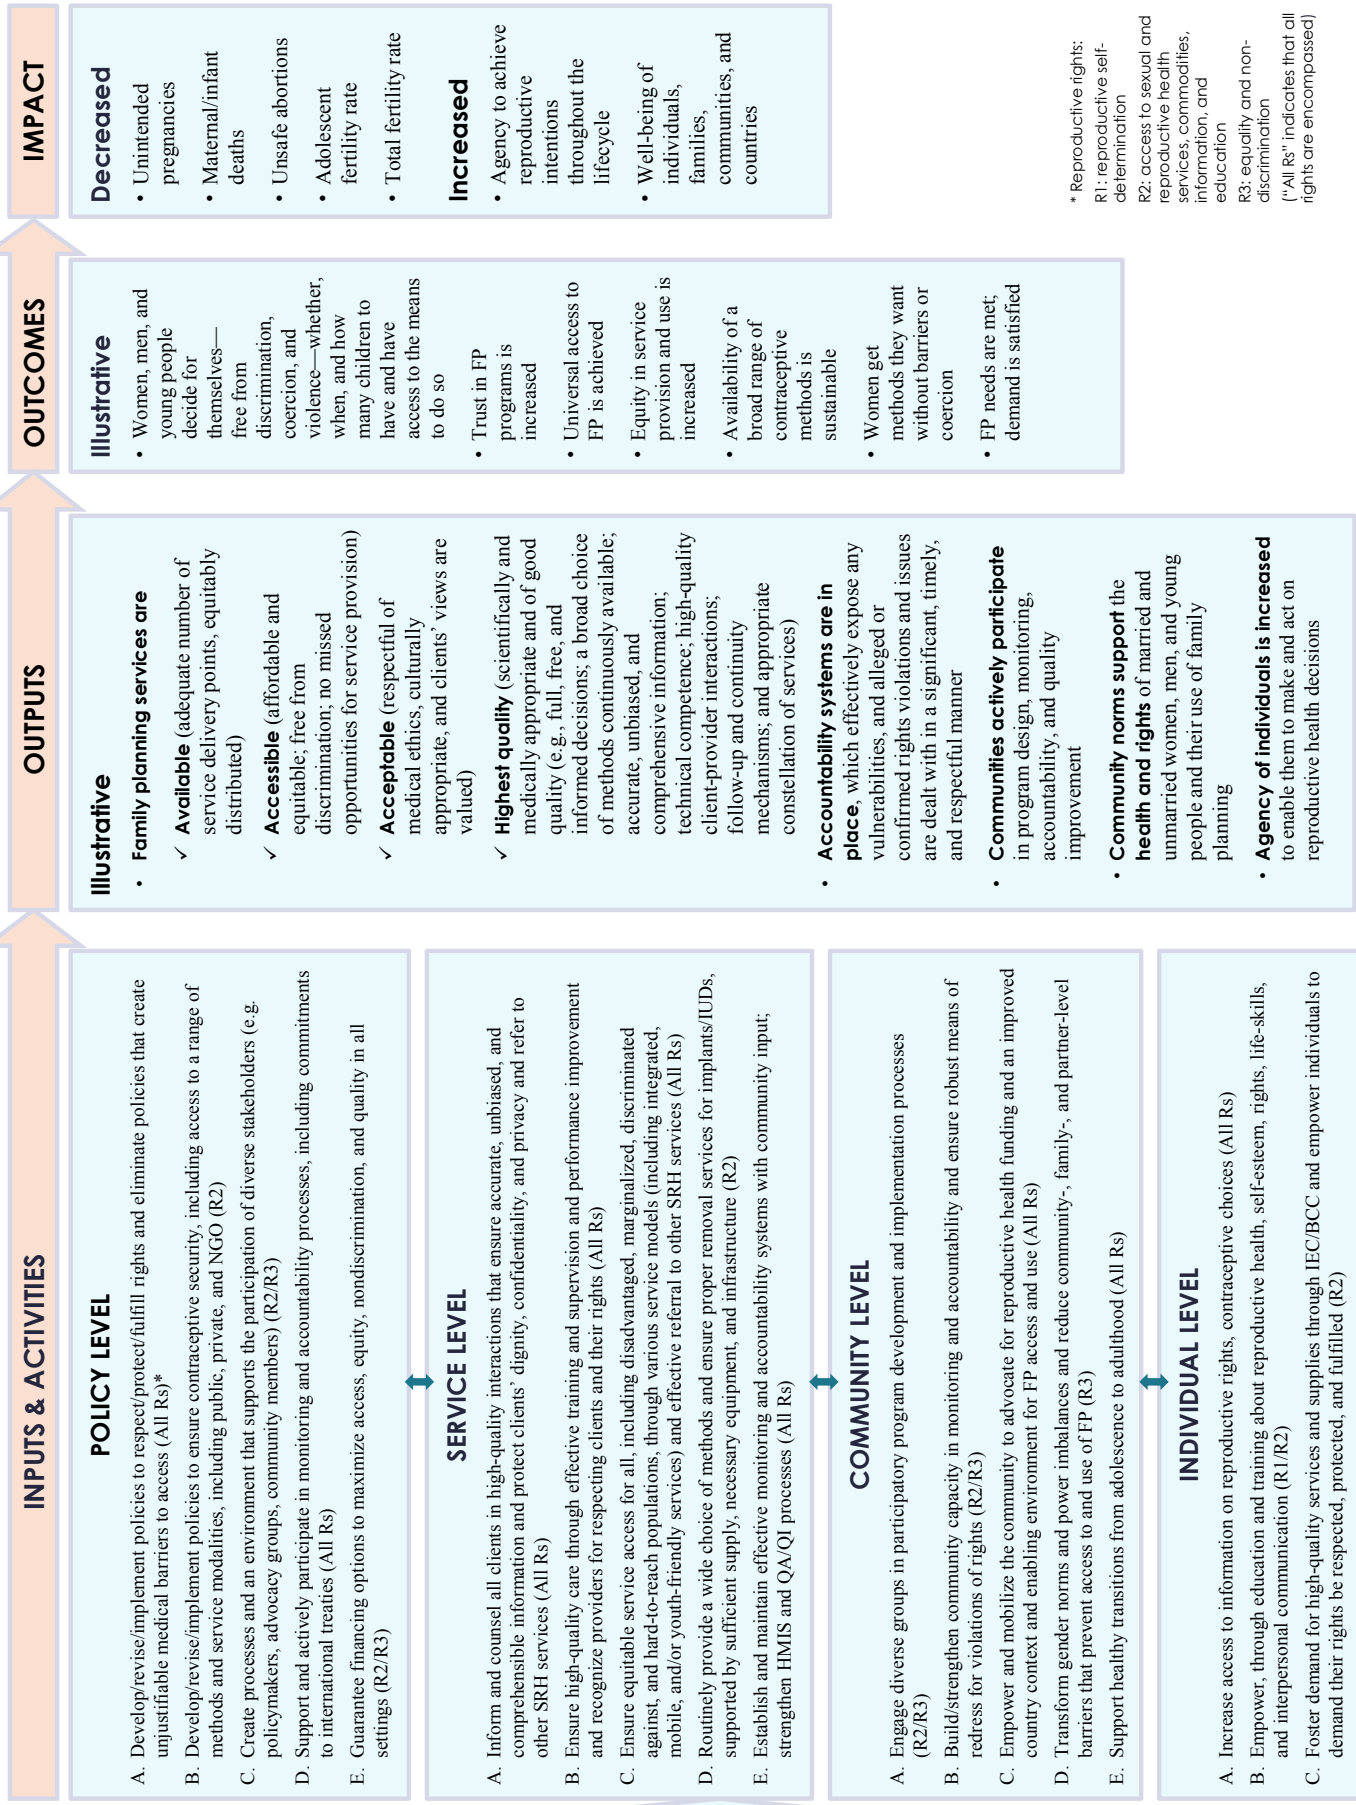 INPUTS & ACTIVITIES
POLICY LEVEL
A. Develop/revise/implement policies to respect/protect/fulfill rights and eliminate policies that create
unjustifiable medical barriers to access (All Rs)*
B. Develop/revise/implement policies to ensure contraceptive security, including access to a range of
methods and service modalities, including public, private, and NGO (R2)
C. Create processes and an environment that supports the participation of diverse stakeholders (e.g.
policymakers, advocacy groups, community members) (R2/R3)
D. Support and actively participate in monitoring and accountability processes, including commitments
to international treaties (All Rs)
E. Guarantee financing options to maximize access, equity, nondiscrimination, and quality in all
settings (R2/R3)
SERVICE LEVEL
A. Inform and counsel all clients in high-quality interactions that ensure accurate, unbiased, and
comprehensible information and protect clients' dignity, confidentiality, and privacy and refer to
other SRH services (All Rs)
B. Ensure high-quality care through effective training and supervision and performance improvement
and recognize providers for respecting clients and their rights (All Rs)
C. Ensure equitable service access for all, including disadvantaged, marginalized, discriminated
against, and hard-to-reach populations, through various service models (including integrated,
mobile, and/or youth-friendly services) and effective referral to other SRH services (All Rs)
D. Routinely provide a wide choice of methods and ensure proper removal services for implants/IUDs,
supported by sufficient supply, necessary equipment, and infrastructure (R2)
E. Establish and maintain effective monitoring and accountability systems with community input;
strengthen HMIS and QA/QI processes (All Rs)
COMMUNITY LEVEL
A. Engage diverse groups in participatory program development and implementation processes
(R2/R3)
B. Build/strengthen community capacity in monitoring and accountability and ensure robust means of
redress for violations of rights (R2/R3)
C. Empower and mobilize the community to advocate for reproductive health funding and an improved
country context and enabling environment for FP access and use (All Rs)
D. Transform gender norms and power imbalances and reduce community-, family-, and partner-level
barriers that prevent access to and use of FP (R3)
E. Support healthy transitions from adolescence to adulthood (All Rs)
INDIVIDUAL LEVEL
A. Increase access to information on reproductive rights, contraceptive choices (All Rs)
B. Empower, through education and training about reproductive health, self-esteem, rights, life-skills,
and interpersonal communication (R1/R2)
C. Foster demand for high-quality services and supplies through IEC/BCC and empower individuals to
demand their rights be respected, protected, and fulfilled (R2)
OUTPUTS
Illustrative
• Family planning services are
✓ Available (adequate number of
service delivery points, equitably
distributed)
✓ Accessible (affordable and
equitable; free from
discrimination; no missed
opportunities for service provision)
✓ Acceptable (respectful of
medical ethics, culturally
appropriate, and clients' views are
valued)
✓ Highest quality (scientifically and
medically appropriate and of good
quality (e.g., full, free, and
informed decisions; a broad choice
of methods continuously available;
accurate, unbiased, and
comprehensive information;
technical competence; high-quality
client-provider interactions;
follow-up and continuity
mechanisms; and appropriate
constellation of services)
• Accountability systems are in
place, which effectively expose any
vulnerabilities, and alleged or
confirmed rights violations and issues
are dealt with in a significant, timely,
and respectful manner
• Communities actively participate
in program design, monitoring,
accountability, and quality
improvement
• Community norms support the
health and rights of married and
unmarried women, men, and young
people and their use of family
planning
• Agency of individuals is increased
to enable them to make and act on
reproductive health decisions
OUTCOMES
Illustrative
• Women, men, and
young people
decide for
themselves—
free from
discrimination,
coercion, and
violence—whether,
when, and how
many children to
have and have
access to the means
to do so
• Trust in FP
programs is
increased
• Universal access to
FP is achieved
• Equity in service
provision and use is
increased
• Availability of a
broad range of
contraceptive
methods is
sustainable
• Women get
methods they want
without barriers or
coercion
• FP needs are met;
demand is satisfied
IMPACT
Decreased
• Unintended
pregnancies
• Maternal/infant
deaths
• Unsafe abortions
• Adolescent
fertility rate
• Total fertility rate
Increased
• Agency to achieve
reproductive
intentions
throughout the
lifecycle
• Well-being of
individuals,
families,
communities, and
countries
* Reproductive rights:
R1: reproductive self-
determination
R2: access to sexual and
reproductive health
services, commodities,
information, and
education
R3: equality and non-
discrimination
("All Rs" indicates that all
rights are encompassed)